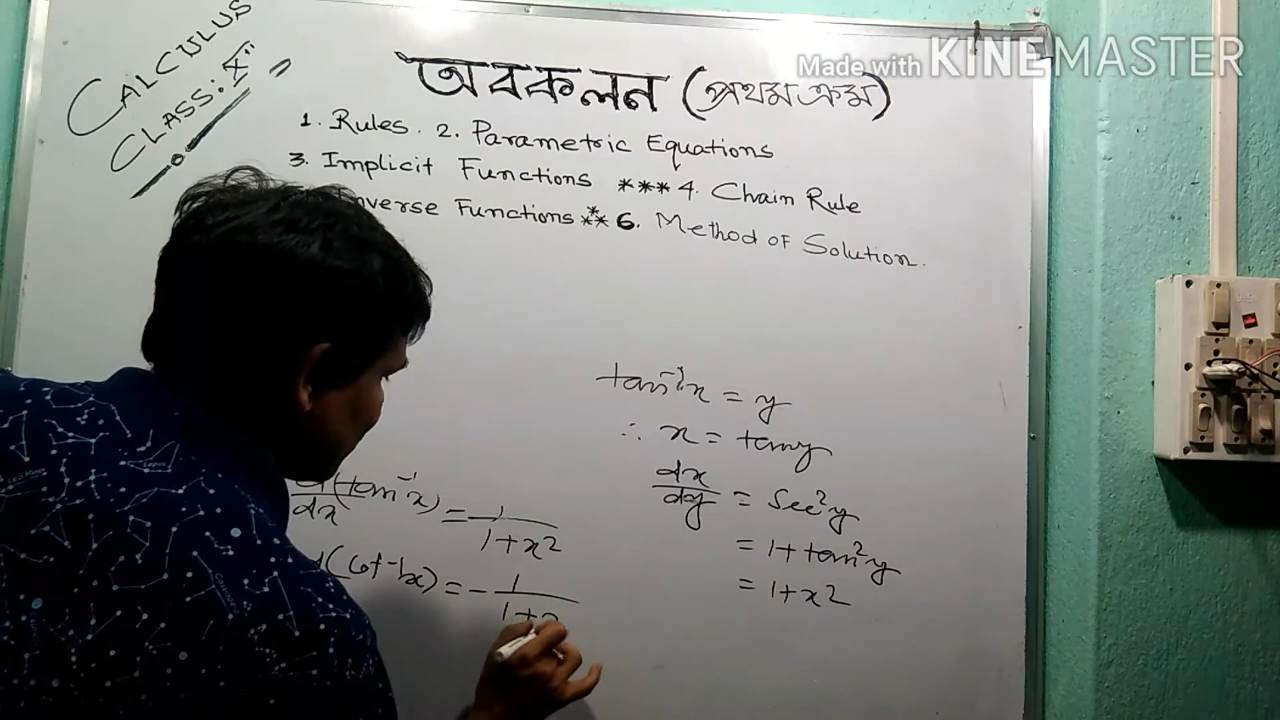 Made with KINEMASTER
CALCULUS
CLASS:
অবকলন (প্রথম ক্রম)
1. Rules. 2. Parametric Equations
3. Implicit Functions *** 4. Chain Rule
Inverse Functions *** 6. Method of Solution.
tan⁻¹x = y
∴ x = tany
dx/dy = Sec²y
= 1+tan²y
= 1+x²
d/dx (tan⁻¹x) = 1/1+x²
(Cot⁻¹x) = - 1/1+x